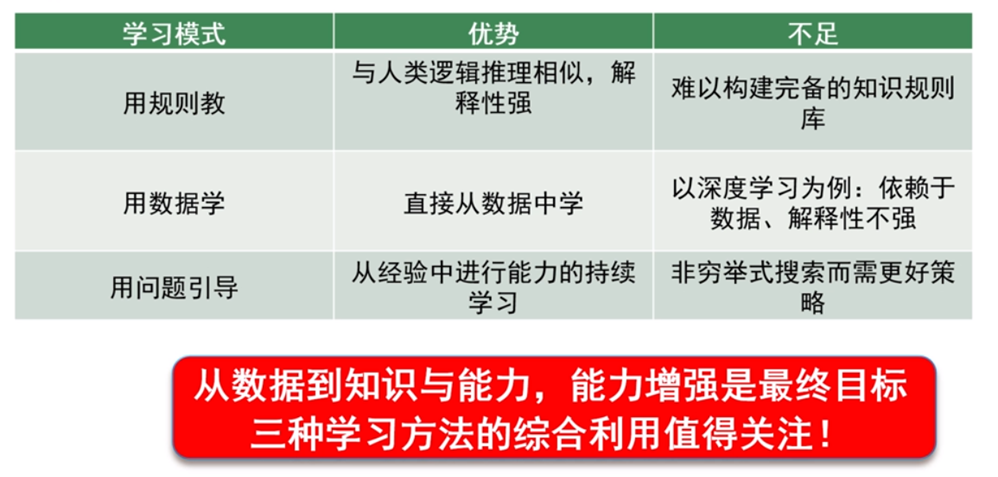 学习模式 优势 不足
用规则教
与人类逻辑推理相似，解
释性强
难以构建完备的知识规则
库
用数据学
直接从数据中学
以深度学习为例：依赖于
数据、解释性不强
用问题引导
从经验中进行能力的持续
学习
非穷举式搜索而需更好策
略
从数据到知识与能力，能力增强是最终目标
三种学习方法的综合利用值得关注！